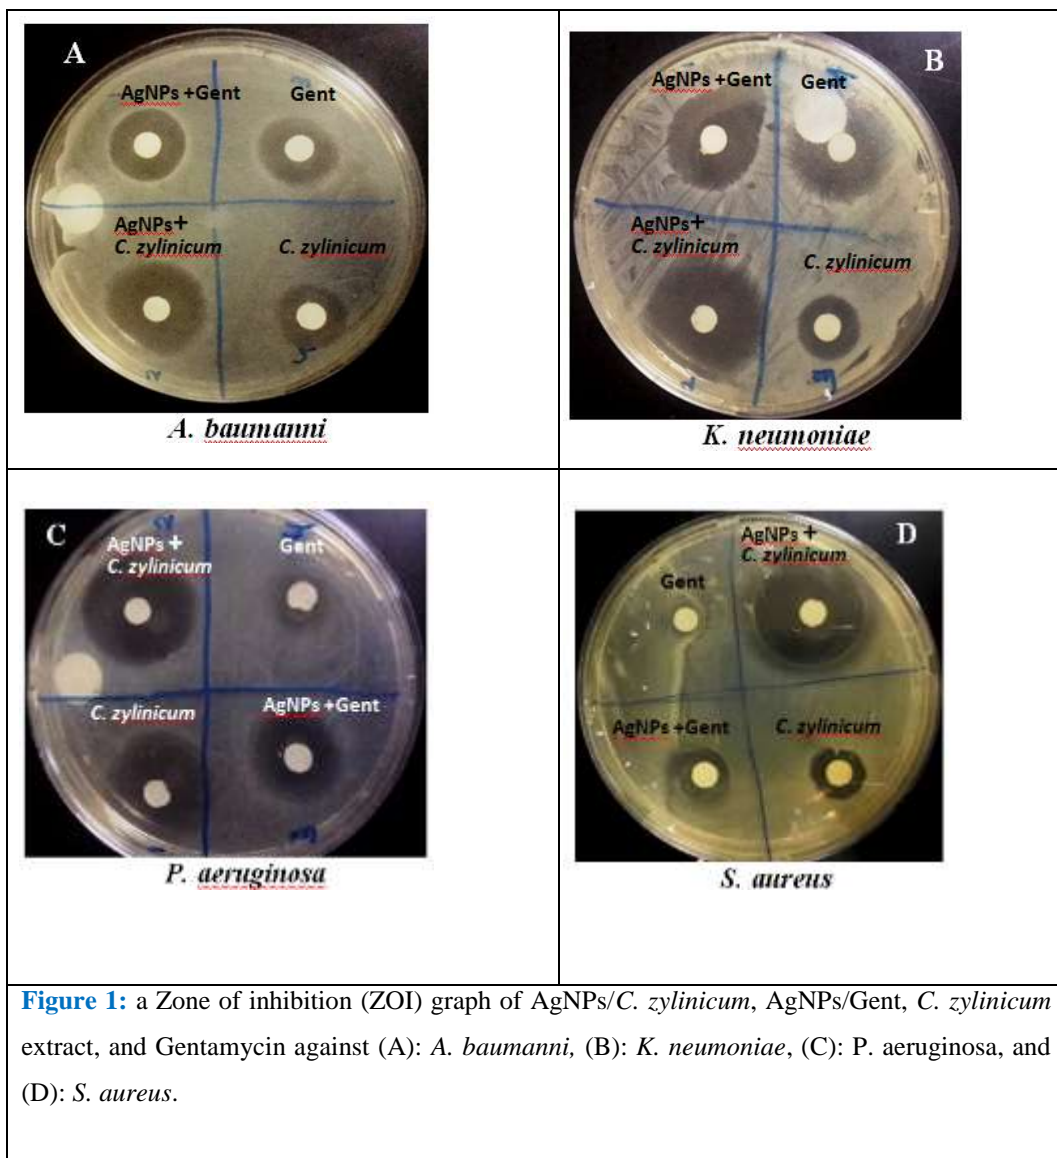 A
AgNPs +Gent
Gent
AgNPs+
C. zylinicum
C. zylinicum
A. baumanni
B
AgNPs +Gent
Gent
AgNPs+
C. zylinicum
C. zylinicum
K. neumoniae
C
AgNPs +
C. zylinicum
Gent
C. zylinicum
AgNPs +Gent
P. aeruginosa
D
AgNPs +
C. zylinicum
Gent
AgNPs +Gent
C. zylinicum
S. aureus
Figure 1: a Zone of inhibition (ZOI) graph of AgNPs/C. zylinicum, AgNPs/Gent, C. zylinicum
extract, and Gentamycin against (A): A. baumanni, (B): K. neumoniae, (C): P. aeruginosa, and
(D): S. aureus.